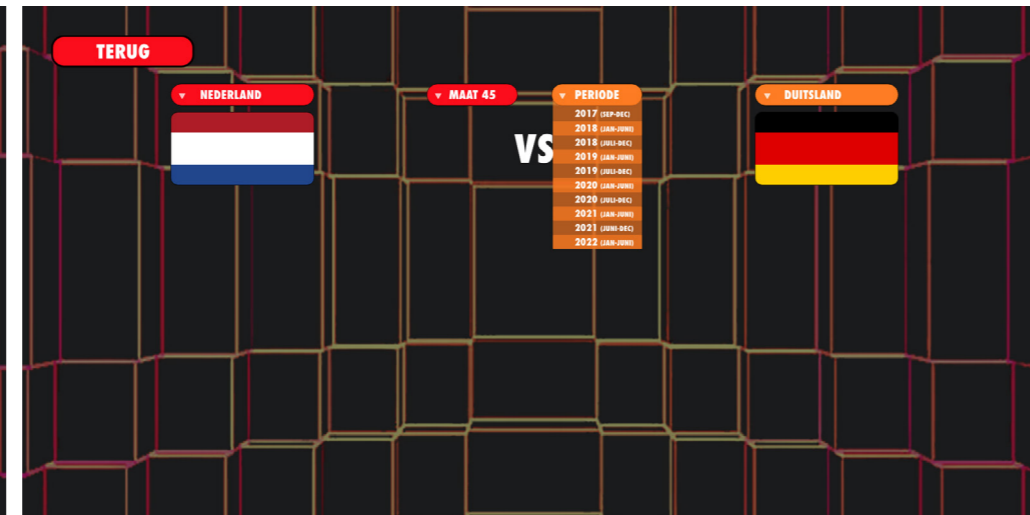 TERUG
NEDERLAND
MAAT 45
PERIODE
DUITSLAND
VS
2017 (SEP-DEC)
2018 (JAN-JUNI)
2018 (JULI-DEC)
2019 (JAN-JUNI)
2019 (JULI-DEC)
2020 (JAN-JUNI)
2020 (JULI-DEC)
2021 (JAN-JUNI)
2021 (JUNI-DEC)
2022 (JAN-JUNI)